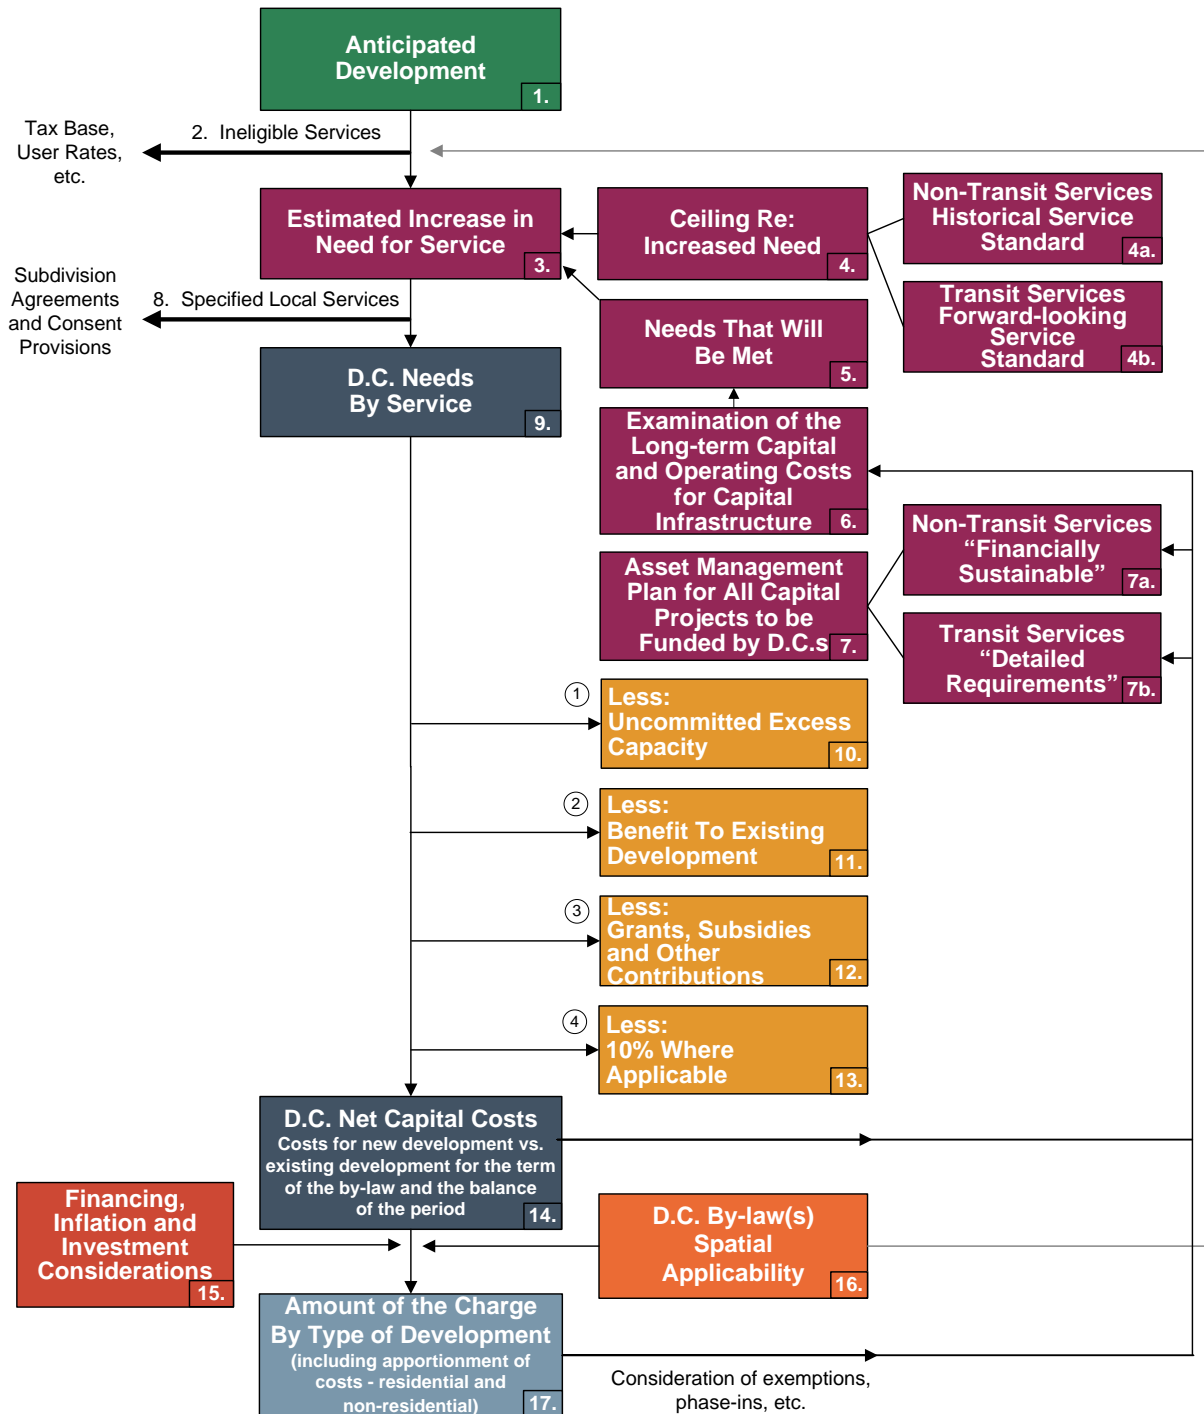 Anticipated
Development
1.
Tax Base,
User Rates,
etc.
2.  Ineligible Services
Estimated Increase in
Need for Service
3.
Ceiling Re:
Increased Need
4.
Non-Transit Services
Historical Service
Standard
4a.
Transit Services
Forward-looking
Service
Standard
4b.
Subdivision
Agreements
and Consent
Provisions
8.  Specified Local Services
Needs That Will
Be Met
5.
D.C. Needs
By Service
9.
Examination of the
Long-term Capital
and Operating Costs
for Capital
Infrastructure
6.
Non-Transit Services
“Financially
Sustainable”
7a.
Asset Management
Plan for All Capital
Projects to be
Funded by D.C.s
7.
Transit Services
“Detailed
Requirements”
7b.
1
Less:
Uncommitted Excess
Capacity
10.
2
Less:
Benefit To Existing
Development
11.
3
Less:
Grants, Subsidies
and Other
Contributions
12.
4
Less:
10% Where
Applicable
13.
D.C. Net Capital Costs
Costs for new development vs.
existing development for the term
of the by-law and the balance
of the period
14.
Financing,
Inflation and
Investment
Considerations
15.
D.C. By-law(s)
Spatial
Applicability
16.
Amount of the Charge
By Type of Development
(including apportionment of
costs - residential and
non-residential)
17.
Consideration of exemptions,
phase-ins, etc.